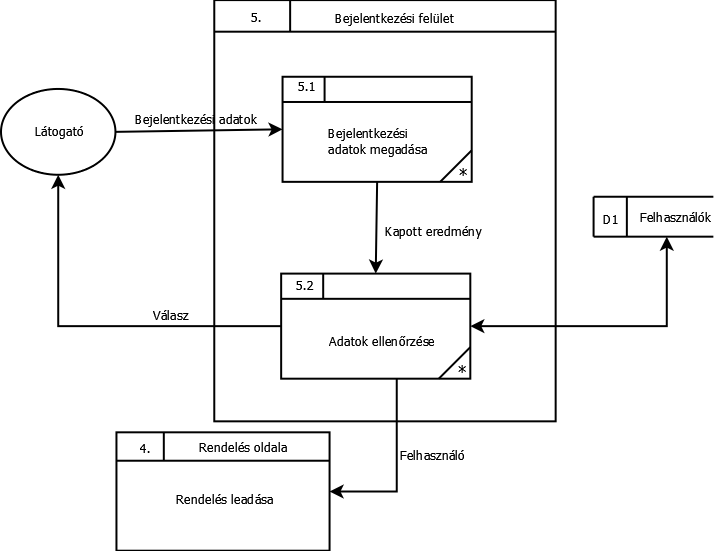 5. Bejelentkezési felület
5.1
Bejelentkezési
adatok megadása
*
Látogató
Bejelentkezési adatok
Kapott eredmény
D1 Felhasználók
5.2
Adatok ellenőrzése
*
Válasz
Felhasználó
4. Rendelés oldala
Rendelés leadása